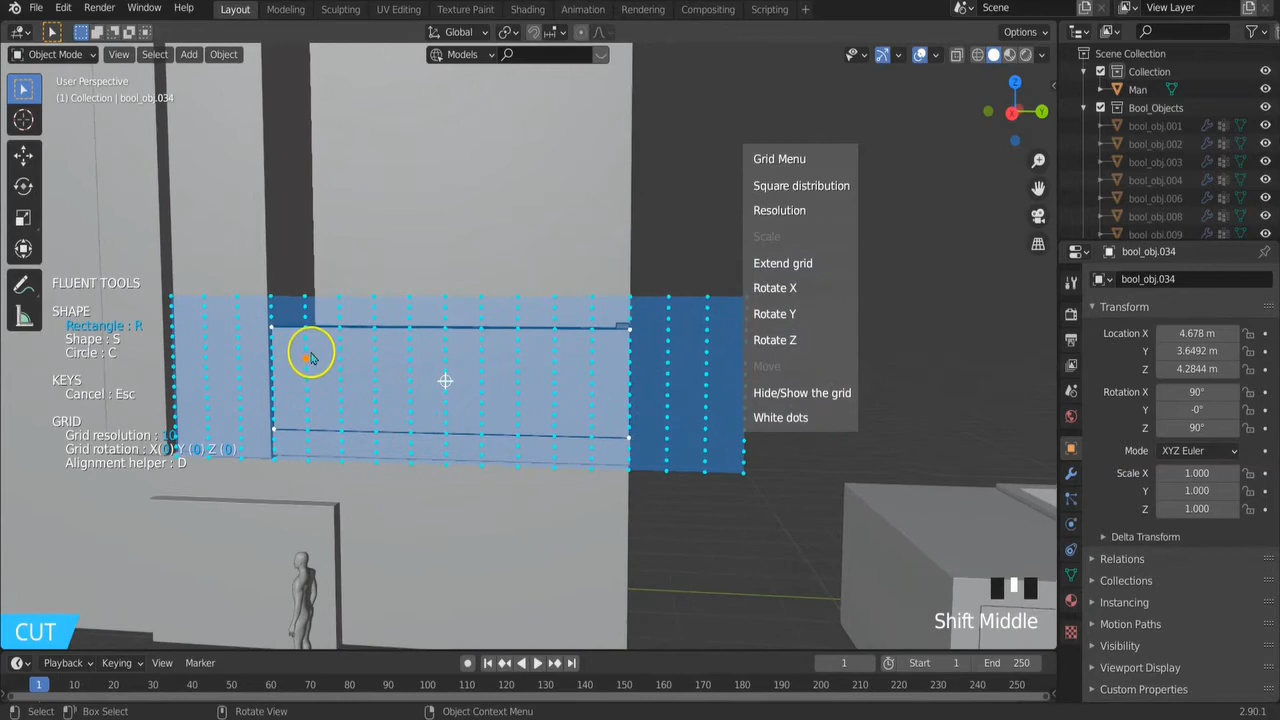 File Edit Render Window Help Layout Modeling Sculpting UV Editing Texture Paint Shading Animation Rendering Compositing Scripting + Scene View Layer
Global Options
Object Mode View Select Add Object Models
User Perspective
(1) Collection | bool_obj.034
Scene Collection
Collection
Man
Bool_Objects
bool_obj.001
bool_obj.002
bool_obj.003
bool_obj.004
bool_obj.006
bool_obj.008
bool_obj.009
Z
Y
X
Grid Menu
Square distribution
Resolution
Scale
Extend grid
Rotate X
Rotate Y
Rotate Z
Move
Hide/Show the grid
White dots
FLUENT TOOLS
SHAPE
Rectangle : R
Shape : S
Circle : C
KEYS
Cancel : Esc
GRID
Grid resolution : 10
Grid rotation : X(0) Y (0) Z (0)
Alignment helper : D
CUT
Shift Middle
bool_obj.034
bool_obj.034
Transform
Location X 4.678 m
Y 3.6492 m
Z 4.2844 m
Rotation X 90°
Y -0°
Z 90°
Mode XYZ Euler
Scale X 1.000
Y 1.000
Z 1.000
Delta Transform
Relations
Collections
Instancing
Motion Paths
Visibility
Viewport Display
Custom Properties
Playback Keying View Marker 1 Start 1 End 250
1 10 20 30 40 50 60 70 80 90 100 110 120 130 140 150 160 170 180 190 200 210 220 230 240 250
Select Box Select Rotate View Object Context Menu 2.90.1